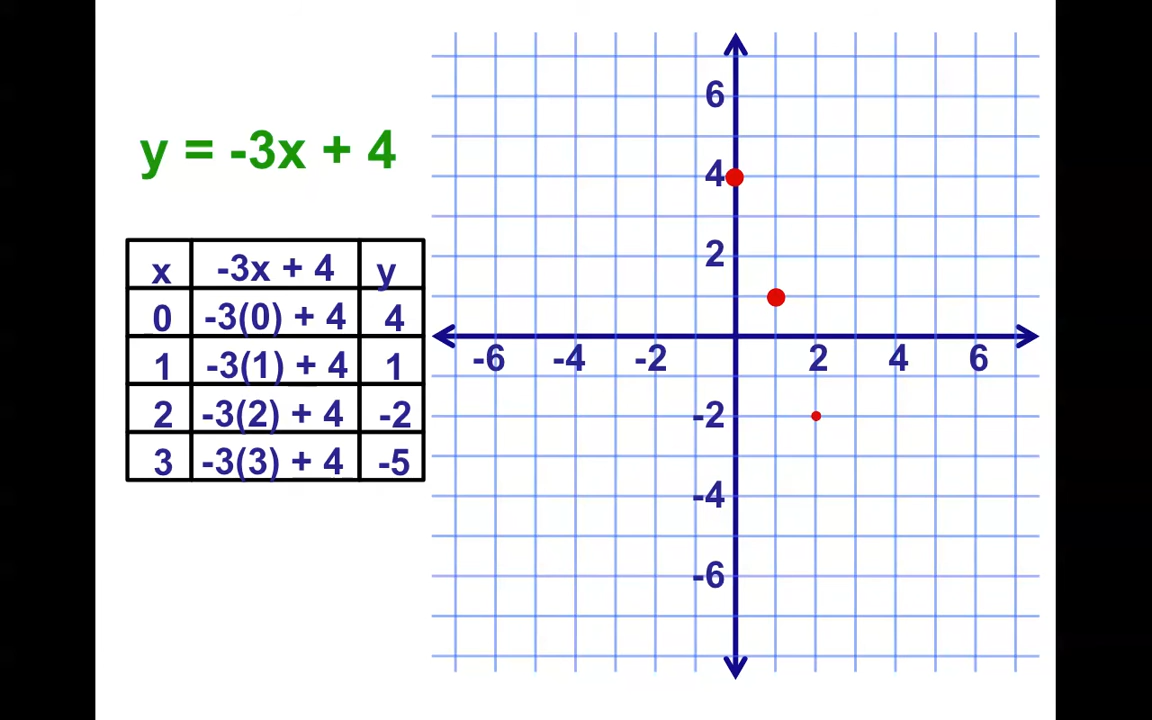 y = -3x + 4
x -3x + 4 y
0 -3(0) + 4 4
1 -3(1) + 4 1
2 -3(2) + 4 -2
3 -3(3) + 4 -5
6
4
2
-6 -4 -2 2 4 6
-2
-4
-6